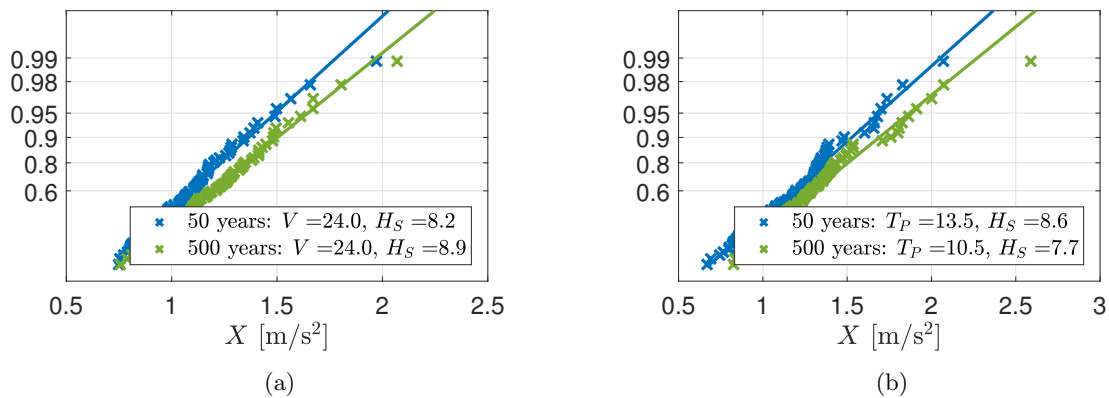 0.99
0.98
0.95
0.9
0.8
0.6
50 years: V =24.0, H_S =8.2
500 years: V =24.0, H_S =8.9
0.5 1 1.5 2 2.5
X [m/s²]
(a)
0.99
0.98
0.95
0.9
0.8
0.6
50 years: T_P =13.5, H_S =8.6
500 years: T_P =10.5, H_S =7.7
0.5 1 1.5 2 2.5 3
X [m/s²]
(b)